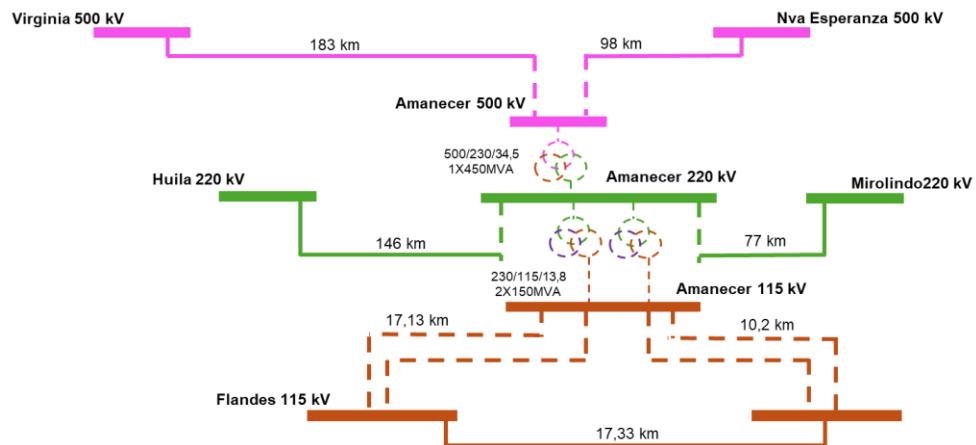 Virginia 500 kV
Nva Esperanza 500 kV
183 km
98 km
Amanecer 500 kV
500/230/34,5
1X450MVA
Huila 220 kV
Amanecer 220 kV
Mirolindo220 kV
146 km
77 km
230/115/13,8
2X150MVA
Amanecer 115 kV
17,13 km
10,2 km
Flandes 115 kV
17,33 km